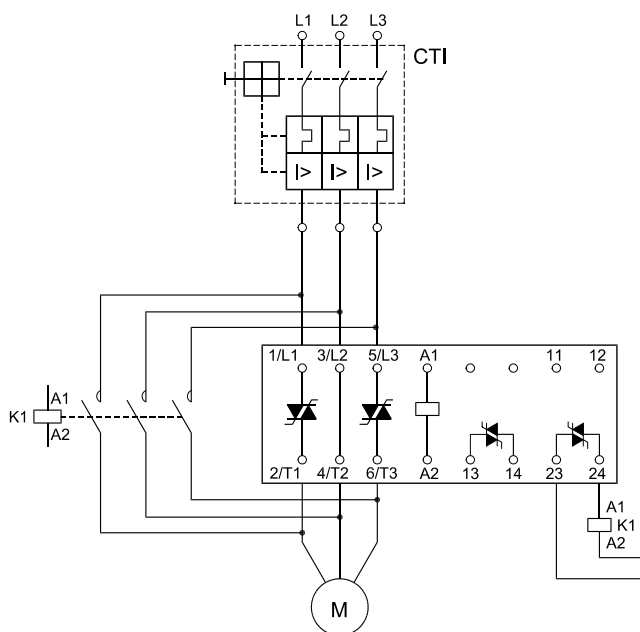 L1 L2 L3
CTI
I> I> I>
1/L1 3/L2 5/L3 A1 11 12
A1
K1
A2
2/T1 4/T2 6/T3 A2 13 14 23 24
A1
K1
A2
M